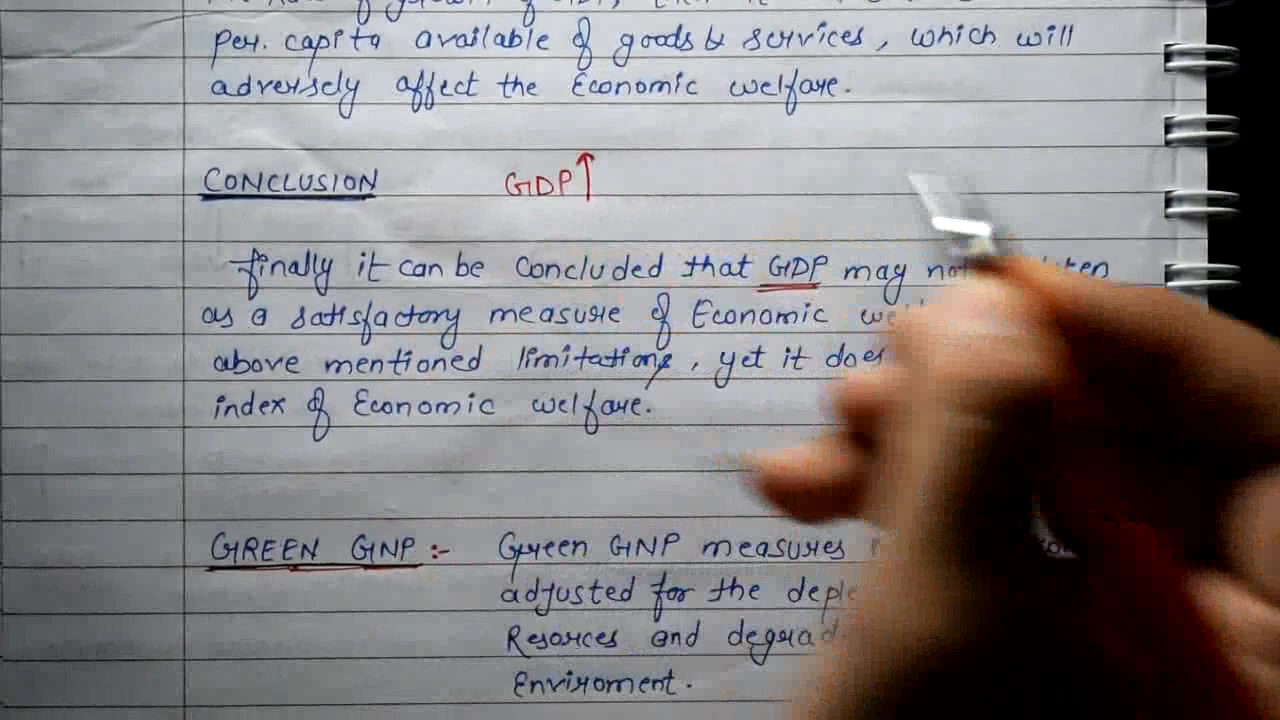 per. capita available of goods & services, which will
adversely affect the Economic welfare.
CONCLUSION GDP↑
finally it can be concluded that GDP may
as a satisfactory measure of Economic
above mentioned limitations, yet it does
index of Economic welfare.
GREEN GNP :- Green GNP measures
adjusted for the
Resorces and
Enviroment.